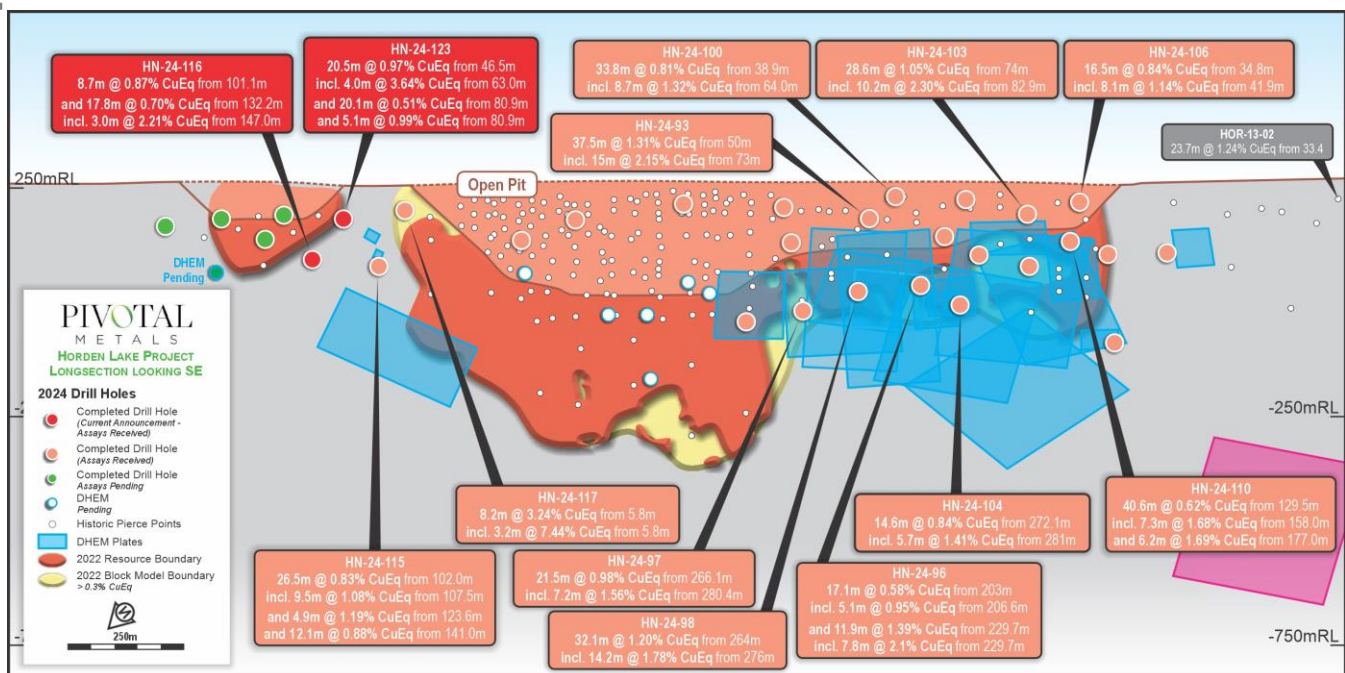 HN-24-116
8.7m @ 0.87% CuEq from 101.1m
and 17.8m @ 0.70% CuEq from 132.2m
incl. 3.0m @ 2.21% CuEq from 147.0m
HN-24-123
20.5m @ 0.97% CuEq from 46.5m
incl. 4.0m @ 3.64% CuEq from 63.0m
and 20.1m @ 0.51% CuEq from 80.9m
and 5.1m @ 0.99% CuEq from 80.9m
HN-24-100
33.8m @ 0.81% CuEq from 38.9m
incl. 8.7m @ 1.32% CuEq from 64.0m
HN-24-103
28.6m @ 1.05% CuEq from 74m
incl. 10.2m @ 2.30% CuEq from 82.9m
HN-24-106
16.5m @ 0.84% CuEq from 34.8m
incl. 8.1m @ 1.14% CuEq from 41.9m
HN-24-93
37.5m @ 1.31% CuEq from 50m
incl. 15m @ 2.15% CuEq from 73m
HOR-13-02
23.7m @ 1.24% CuEq from 33.4
250mRL
Open Pit
DHEM
Pending
PIVOTAL
METALS
HORDEN LAKE PROJECT
LONGSECTION LOOKING SE
2024 Drill Holes
Completed Drill Hole
(Current Announcement -
Assays Received)
Completed Drill Hole
(Assays Received)
Completed Drill Hole
Assays Pending
DHEM
Pending
Historic Pierce Points
DHEM Plates
2022 Resource Boundary
2022 Block Model Boundary
> 0.3% CuEq
250m
-250mRL
HN-24-117
8.2m @ 3.24% CuEq from 5.8m
incl. 3.2m @ 7.44% CuEq from 5.8m
HN-24-104
14.6m @ 0.84% CuEq from 272.1m
incl. 5.7m @ 1.41% CuEq from 281m
HN-24-110
40.6m @ 0.62% CuEq from 129.5m
incl. 7.3m @ 1.68% CuEq from 158.0m
and 6.2m @ 1.69% CuEq from 177.0m
HN-24-115
26.5m @ 0.83% CuEq from 102.0m
incl. 9.5m @ 1.08% CuEq from 107.5m
and 4.9m @ 1.19% CuEq from 123.6m
and 12.1m @ 0.88% CuEq from 141.0m
HN-24-97
21.5m @ 0.98% CuEq from 266.1m
incl. 7.2m @ 1.56% CuEq from 280.4m
HN-24-96
17.1m @ 0.58% CuEq from 203m
incl. 5.1m @ 0.95% CuEq from 206.6m
and 11.9m @ 1.39% CuEq from 229.7m
incl. 7.8m @ 2.1% CuEq from 229.7m
HN-24-98
32.1m @ 1.20% CuEq from 264m
incl. 14.2m @ 1.78% CuEq from 276m
-750mRL